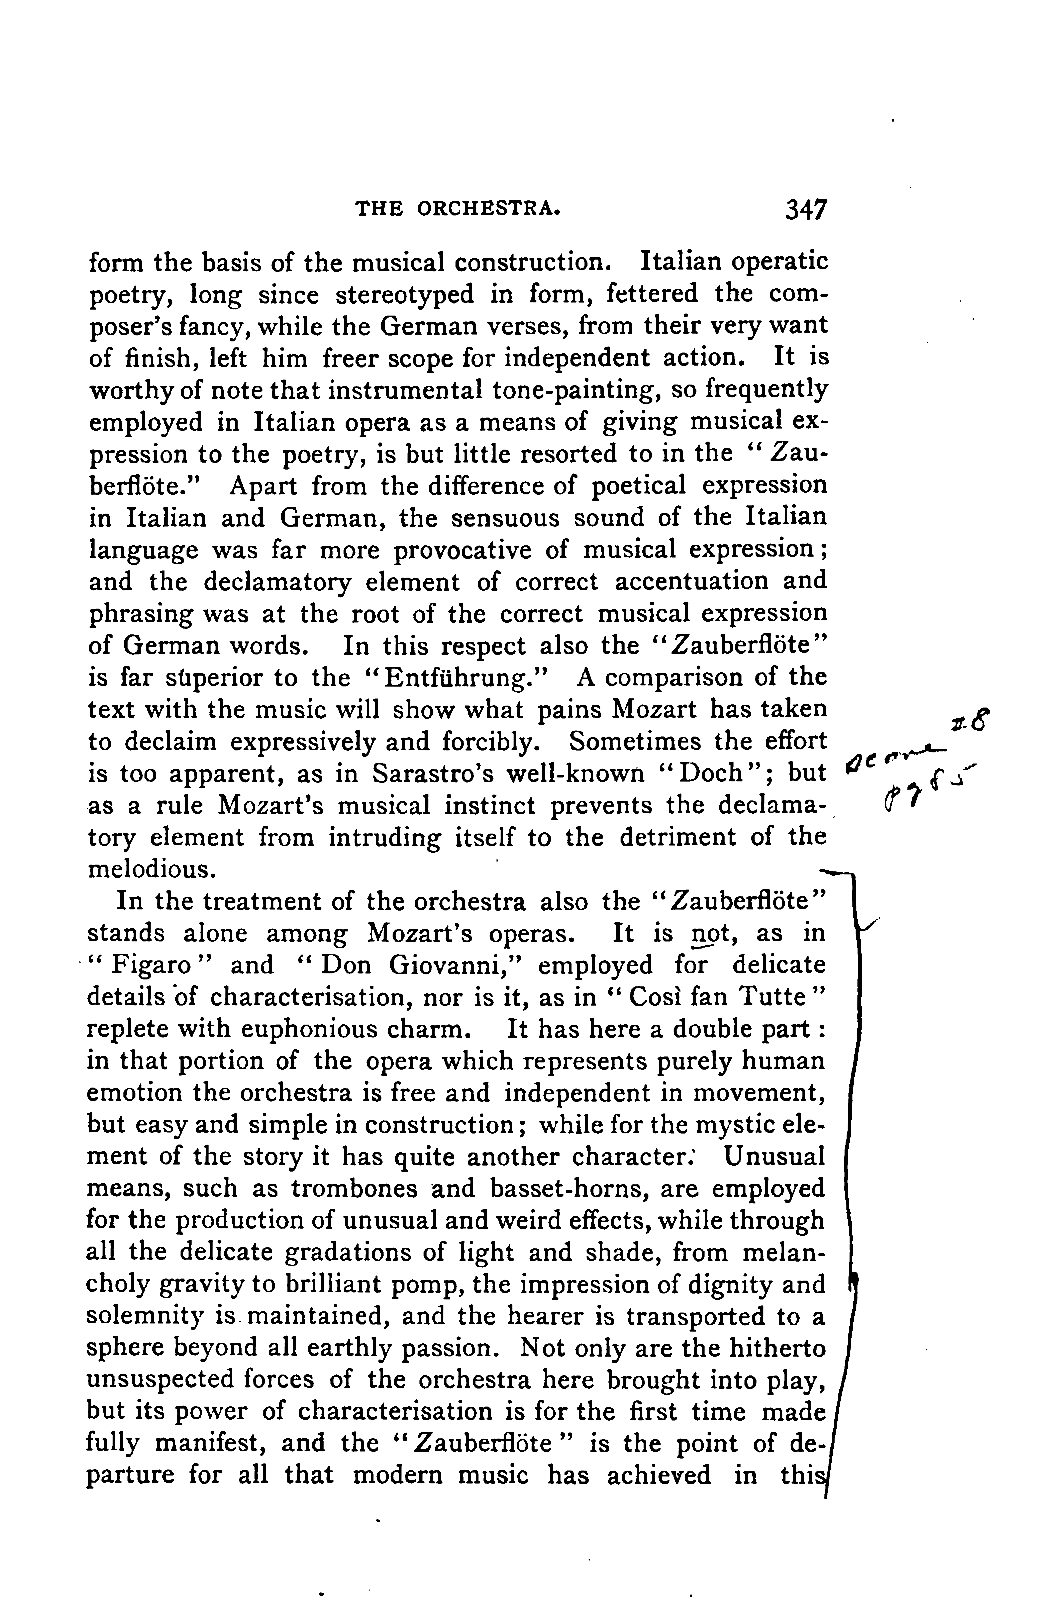 THE ORCHESTRA. 347
form the basis of the musical construction. Italian operatic
poetry, long since stereotyped in form, fettered the com-
poser's fancy, while the German verses, from their very want
of finish, left him freer scope for independent action. It is
worthy of note that instrumental tone-painting, so frequently
employed in Italian opera as a means of giving musical ex-
pression to the poetry, is but little resorted to in the “ Zau-
berflöte.” Apart from the difference of poetical expression
in Italian and German, the sensuous sound of the Italian
language was far more provocative of musical expression ;
and the declamatory element of correct accentuation and
phrasing was at the root of the correct musical expression
of German words. In this respect also the “Zauberflöte”
is far superior to the “Entführung.” A comparison of the
text with the music will show what pains Mozart has taken
to declaim expressively and forcibly. Sometimes the effort
is too apparent, as in Sarastro's well-known “Doch”; but
as a rule Mozart's musical instinct prevents the declama-
tory element from intruding itself to the detriment of the
melodious.
In the treatment of the orchestra also the “Zauberflöte”
stands alone among Mozart's operas. It is not, as in
“ Figaro ” and “ Don Giovanni,” employed for delicate
details of characterisation, nor is it, as in “ Così fan Tutte ”
replete with euphonious charm. It has here a double part :
in that portion of the opera which represents purely human
emotion the orchestra is free and independent in movement,
but easy and simple in construction; while for the mystic ele-
ment of the story it has quite another character. Unusual
means, such as trombones and basset-horns, are employed
for the production of unusual and weird effects, while through
all the delicate gradations of light and shade, from melan-
choly gravity to brilliant pomp, the impression of dignity and
solemnity is maintained, and the hearer is transported to a
sphere beyond all earthly passion. Not only are the hitherto
unsuspected forces of the orchestra here brought into play,
but its power of characterisation is for the first time made
fully manifest, and the “ Zauberflöte ” is the point of de-
parture for all that modern music has achieved in this